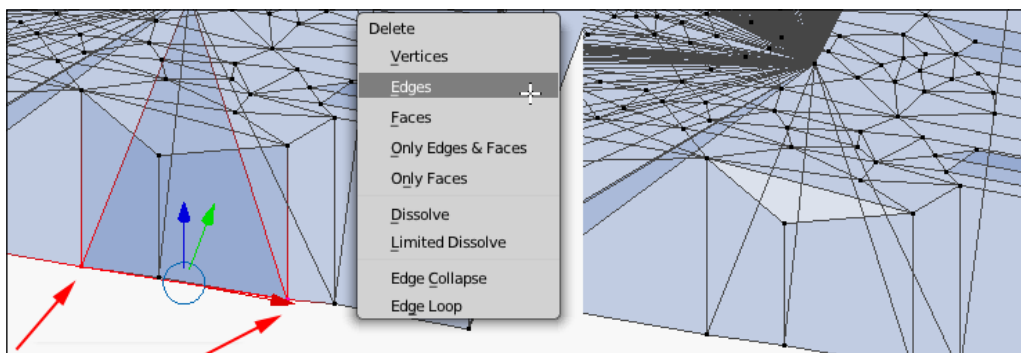 Delete
Vertices
Edges
Faces
Only Edges & Faces
Only Faces
Dissolve
Limited Dissolve
Edge Collapse
Edge Loop